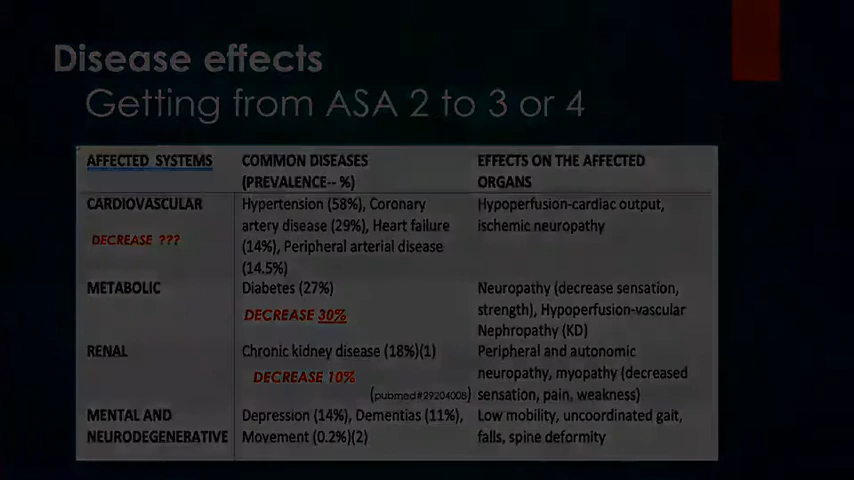 Disease effects
Getting from ASA 2 to 3 or 4
AFFECTED SYSTEMS
COMMON DISEASES
(PREVALENCE-- %)
EFFECTS ON THE AFFECTED
ORGANS
CARDIOVASCULAR
DECREASE ???
Hypertension (58%), Coronary
artery disease (29%), Heart failure
(14%), Peripheral arterial disease
(14.5%)
Hypoperfusion-cardiac output,
ischemic neuropathy
METABOLIC
Diabetes (27%)
DECREASE 30%
Neuropathy (decrease sensation,
strength), Hypoperfusion-vascular
Nephropathy (KD)
RENAL
Chronic kidney disease (18%)(1)
DECREASE 10%
(pubmed#29204008)
Peripheral and autonomic
neuropathy, myopathy (decreased
sensation, pain, weakness)
MENTAL AND
NEURODEGENERATIVE
Depression (14%), Dementias (11%),
Movement (0.2%)(2)
Low mobility, uncoordinated gait,
falls, spine deformity